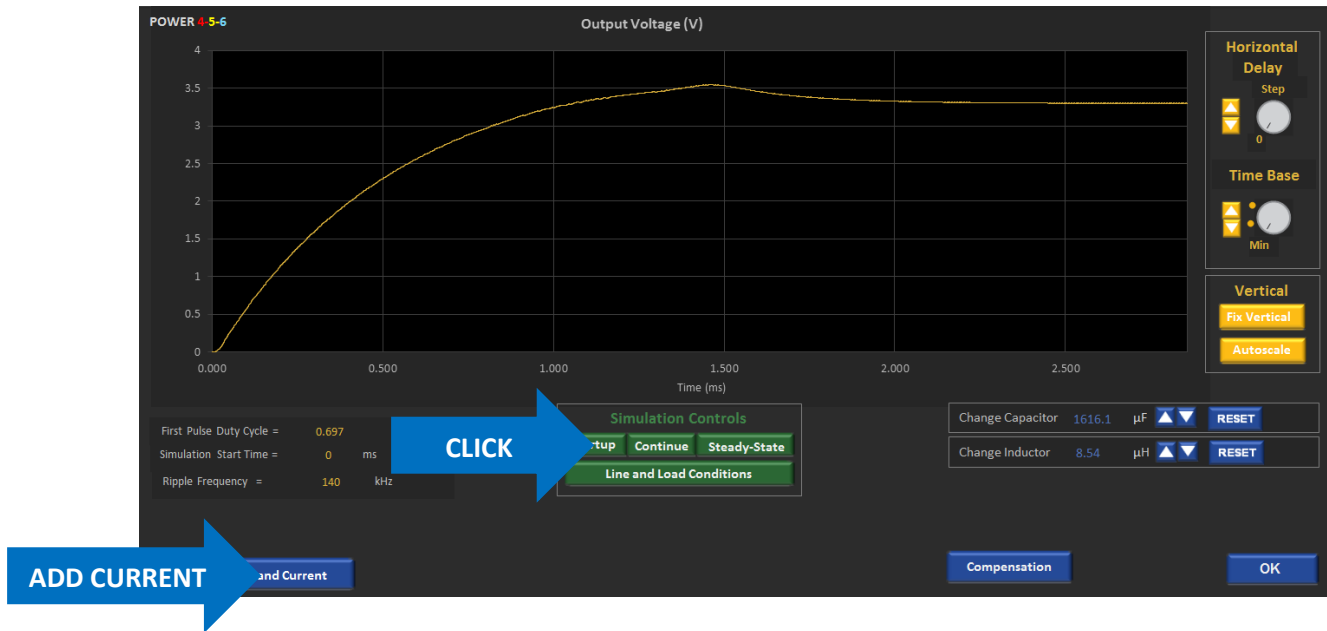 POWER 4-5-6
Output Voltage (V)
4
3.5
3
2.5
2
1.5
1
0.5
0
0.000 0.500 1.000 1.500 2.000 2.500
Time (ms)
Horizontal
Delay
Step
0
Time Base
Min
Vertical
Fix Vertical
Autoscale
First Pulse Duty Cycle = 0.697
Simulation Start Time = 0 ms
Ripple Frequency = 140 kHz
CLICK
Simulation Controls
rtup Continue Steady-State
Line and Load Conditions
Change Capacitor 1616.1 µF RESET
Change Inductor 8.54 µH RESET
ADD CURRENT
and Current
Compensation
OK